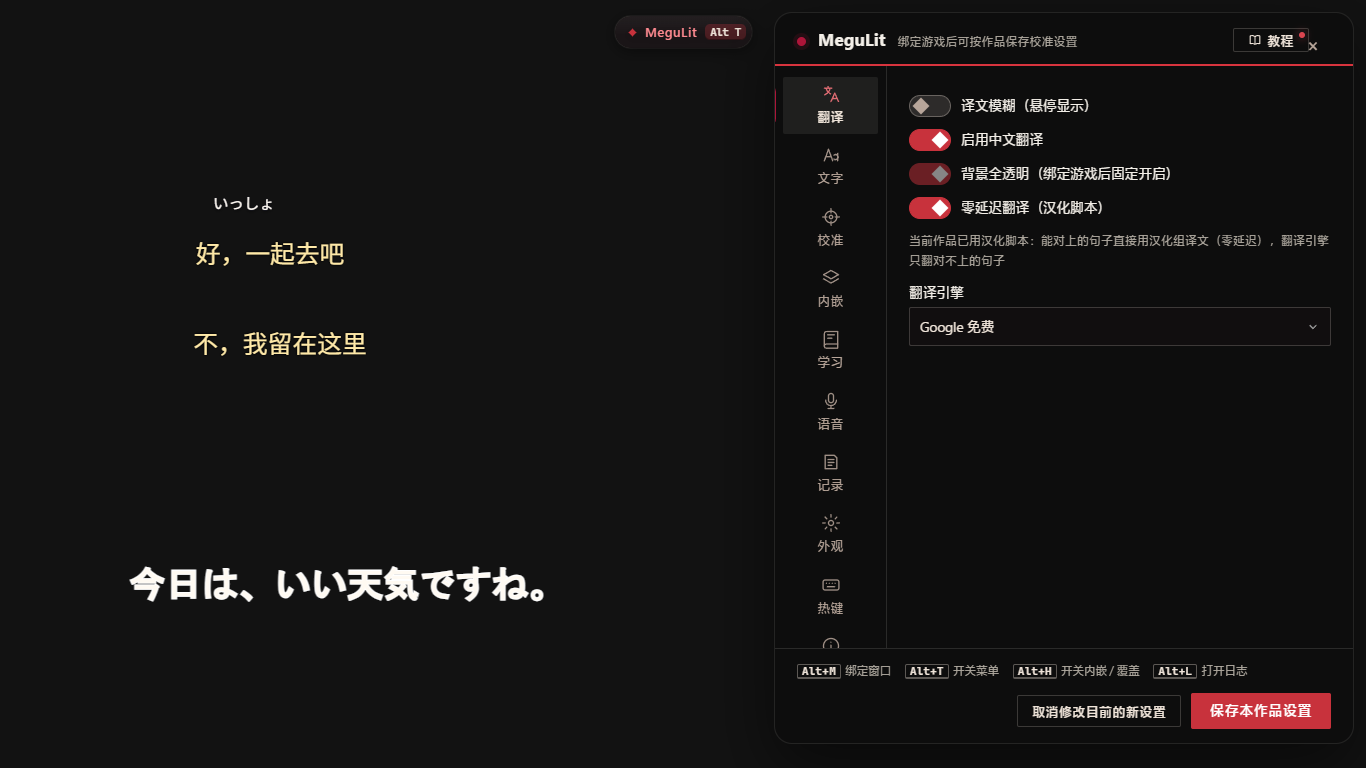 MeguLit Alt T
いっしょ
好，一起去吧
不，我留在这里
今日は、いい天気ですね。
MeguLit 绑定游戏后可按作品保存校准设置
教程
×
翻译
文字
校准
内嵌
学习
语音
记录
外观
热键
译文模糊（悬停显示）
启用中文翻译
背景全透明（绑定游戏后固定开启）
零延迟翻译（汉化脚本）
当前作品已用汉化脚本：能对上的句子直接用汉化组译文（零延迟），翻译引擎
只翻对不上的句子
翻译引擎
Google 免费
Alt+M 绑定窗口 Alt+T 开关菜单 Alt+H 开关内嵌 / 覆盖 Alt+L 打开日志
取消修改目前的新设置 保存本作品设置